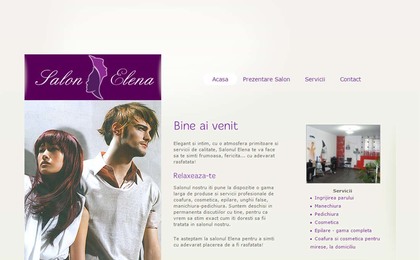 Salon Elena
Acasa Prezentare Salon Servicii Contact
Bine ai venit
Elegant si intim, cu o atmosfera primitoare si
servicii de calitate, Salonul Elena te va face
sa te simti frumoasa, fericita... cu adevarat
rasfatata!
Relaxeaza-te
Salonul nostru iti pune la dispozitie o gama
larga de produse si servicii profesionale de
coafura, cosmetica, epilare, unghii false,
manichiura-pedichiura. Suntem deschisi in
permanenta discutiilor cu tine, pentru ca
vrem sa stim exact cum iti doresti sa fii
tratata in salonul nostru.
Te asteptam la salonul Elena pentru a simti
cu adevarat placerea de a fi rasfatata!
Servicii
Ingrijirea parului
Manechiura
Pedichiura
Cosmetica
Epilare - gama completa
Coafura si cosmetica pentru
mirese, la domiciliu